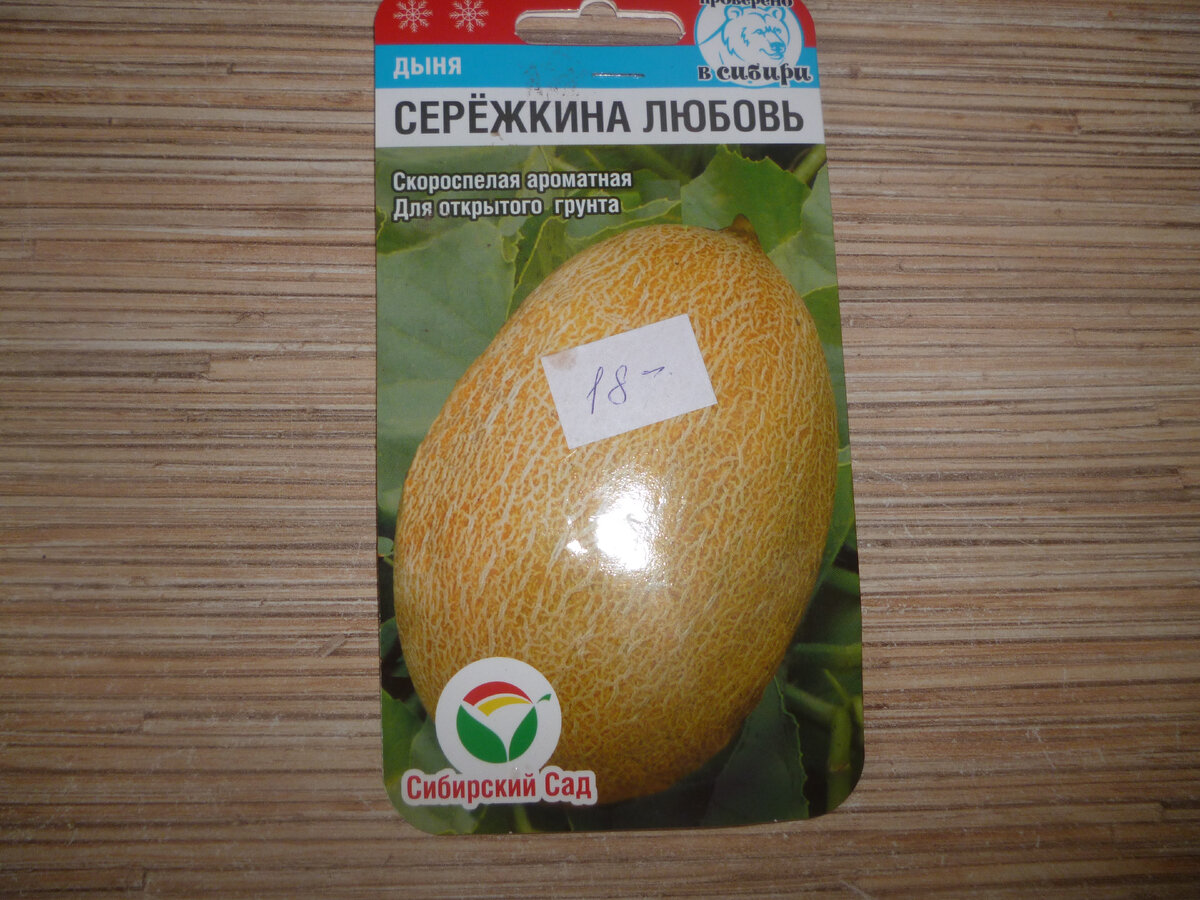 проверено
в сибири
ДЫНЯ
СЕРЁЖКИНА ЛЮБОВЬ
Скороспелая ароматная
Для открытого грунта
18-
Сибирский Сад